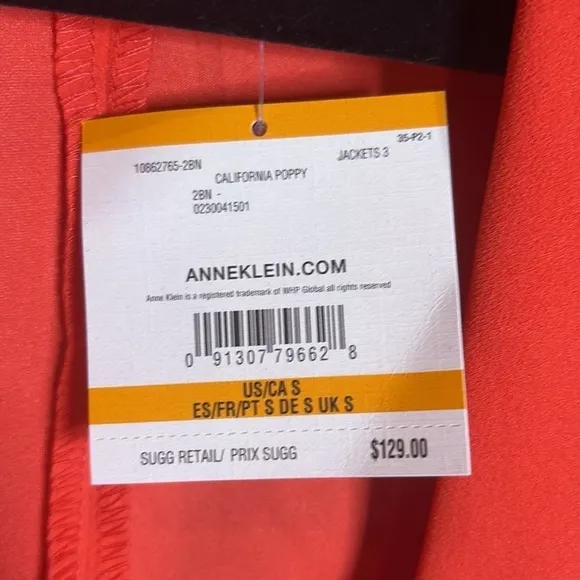 35-P2-1
10862765-2BN JACKETS 3
CALIFORNIA POPPY
2BN -
0230041501
ANNEKLEIN.COM
Anne Klein is a registered trademark of WHP Global all rights reserved
0 91307 79662 8
US/CA S
ES/FR/PT S DE S UK S
SUGG RETAIL/ PRIX SUGG $129.00